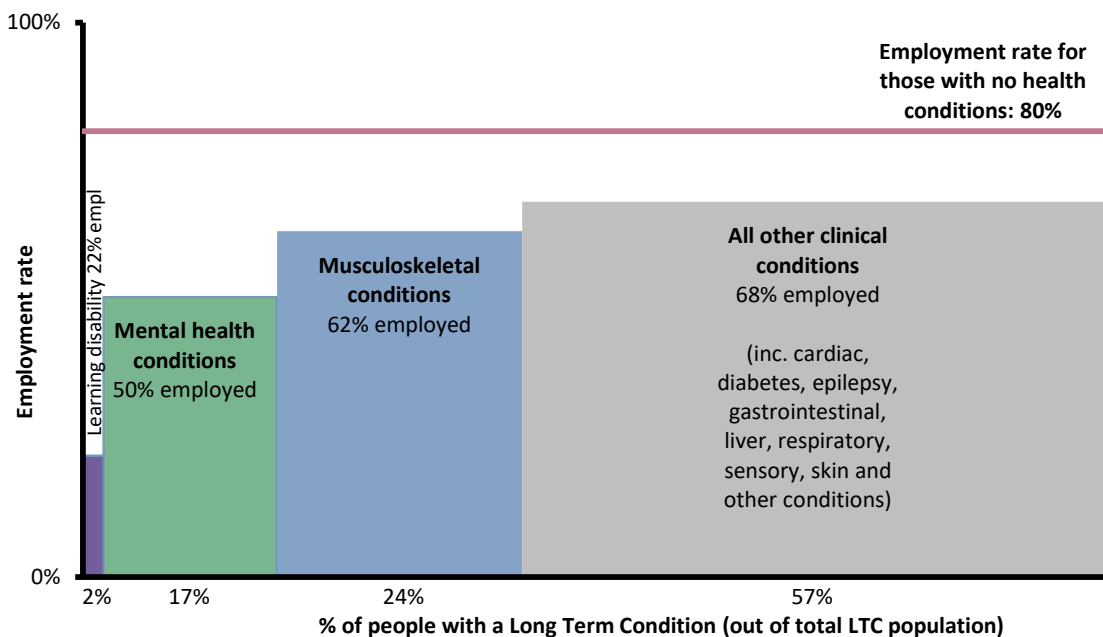 100%
Employment rate for
those with no health
conditions: 80%
Employment rate
Learning disability 22% empl
Mental health
conditions
50% employed
Musculoskeletal
conditions
62% employed
All other clinical
conditions
68% employed
(inc. cardiac,
diabetes, epilepsy,
gastrointestinal,
liver, respiratory,
sensory, skin and
other conditions)
0%
2%
17%
24%
57%
% of people with a Long Term Condition (out of total LTC population)